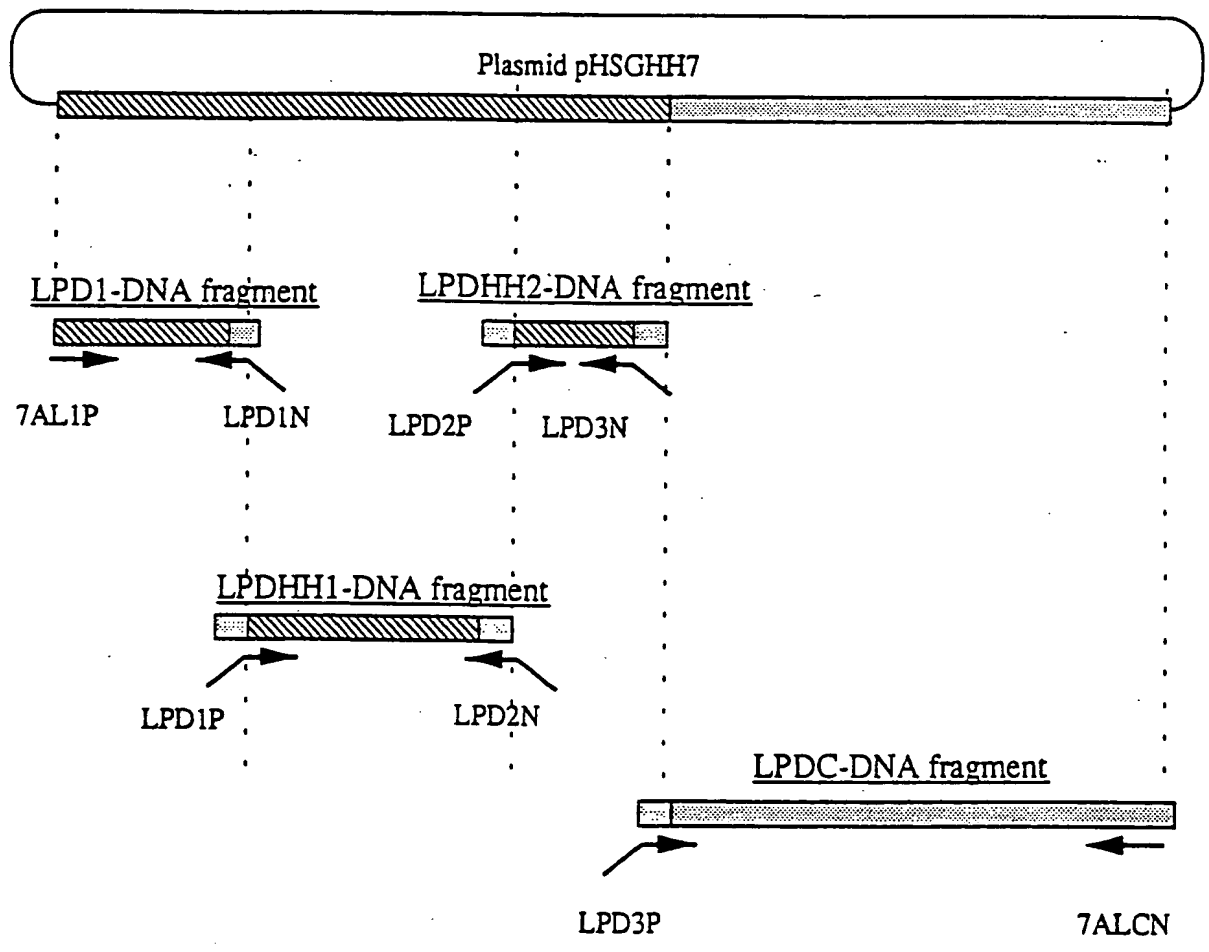 Plasmid pHSGHH7
LPD1-DNA fragment
LPDHH2-DNA fragment
7AL1P
LPD1N
LPD2P
LPD3N
LPDHH1-DNA fragment
LPD1P
LPD2N
LPDC-DNA fragment
LPD3P
7ALCN